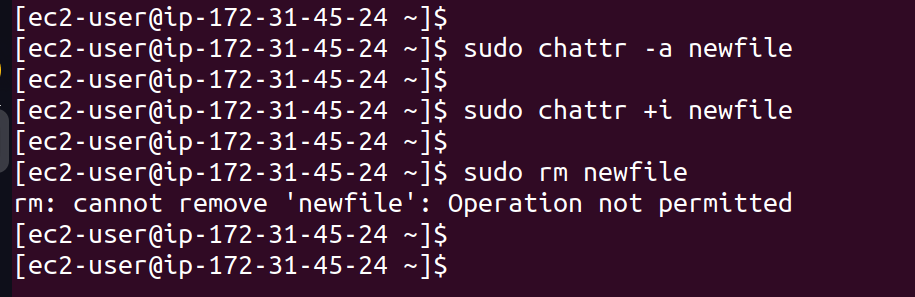 [ec2-user@ip-172-31-45-24 ~]$
[ec2-user@ip-172-31-45-24 ~]$ sudo chattr -a newfile
[ec2-user@ip-172-31-45-24 ~]$
[ec2-user@ip-172-31-45-24 ~]$ sudo chattr +i newfile
[ec2-user@ip-172-31-45-24 ~]$
[ec2-user@ip-172-31-45-24 ~]$ sudo rm newfile
rm: cannot remove 'newfile': Operation not permitted
[ec2-user@ip-172-31-45-24 ~]$
[ec2-user@ip-172-31-45-24 ~]$